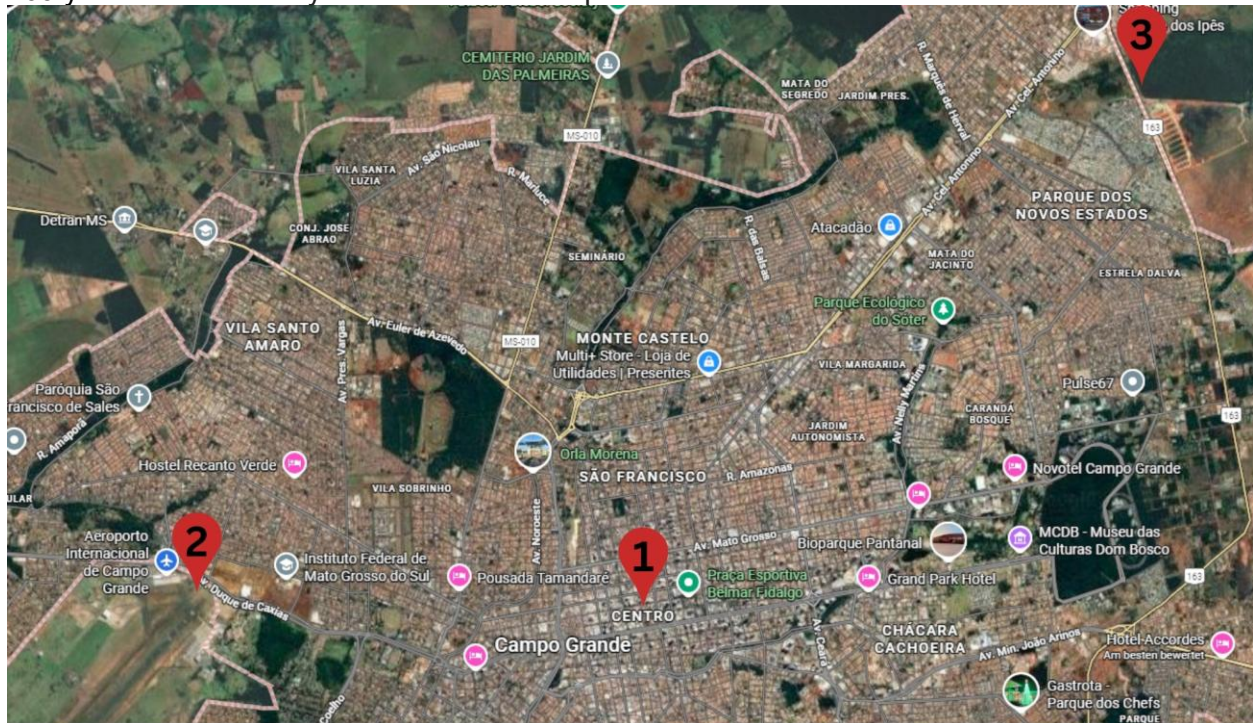 Shopping
dos Ipês
3
CEMITERIO JARDIM
DAS PALMEIRAS
MATA DO
SEGREDO
JARDIM PRES.
R. Marquês de Herval
Av. Cel. Antonino
163
MS-010
VILA SANTA
LUZIA
Av. São Nicolau
R. Marluce
Detran MS
CONJ. JOSE
ABRAO
SEMINARIO
R. das Balsas
Atacadão
Av. Cel. Antonino
PARQUE DOS
NOVOS ESTADOS
MATA DO
JACINTO
ESTRELA DALVA
Parque Ecológico
do Sóter
VILA SANTO
AMARO
Av. Euler de Azevedo
MS-010
MONTE CASTELO
Multi+ Store - Loja de
Utilidades | Presentes
VILA MARGARIDA
Av. Pres. Vargas
Paróquia São
rancisco de Sales
R. Amaporã
Pulse67
CARANDA
BOSQUE
Av. Nelly Martins
163
JARDIM
AUTONOMISTA
Orla Morena
Hostel Recanto Verde
SÃO FRANCISCO
R. Amazonas
Novotel Campo Grande
VILA SOBRINHO
ULAR
Av. Noroeste
Av. Mato Grosso
Bioparque Pantanal
MCDB - Museu das
Culturas Dom Bosco
Aeroporto
Internacional
de Campo
Grande
2
Instituto Federal de
Mato Grosso do Sul
1
Pousada Tamandaré
Praça Esportiva
Belmar Fidalgo
Grand Park Hotel
163
Av. Duque de Caxias
CENTRO
Campo Grande
Av. Ceará
CHÁCARA
CACHOEIRA
Av. Min. João Arinos
Hotel Accordes
Am besten bewertet
Coelho
Gastrota -
Parque dos Chefs
PARQUE